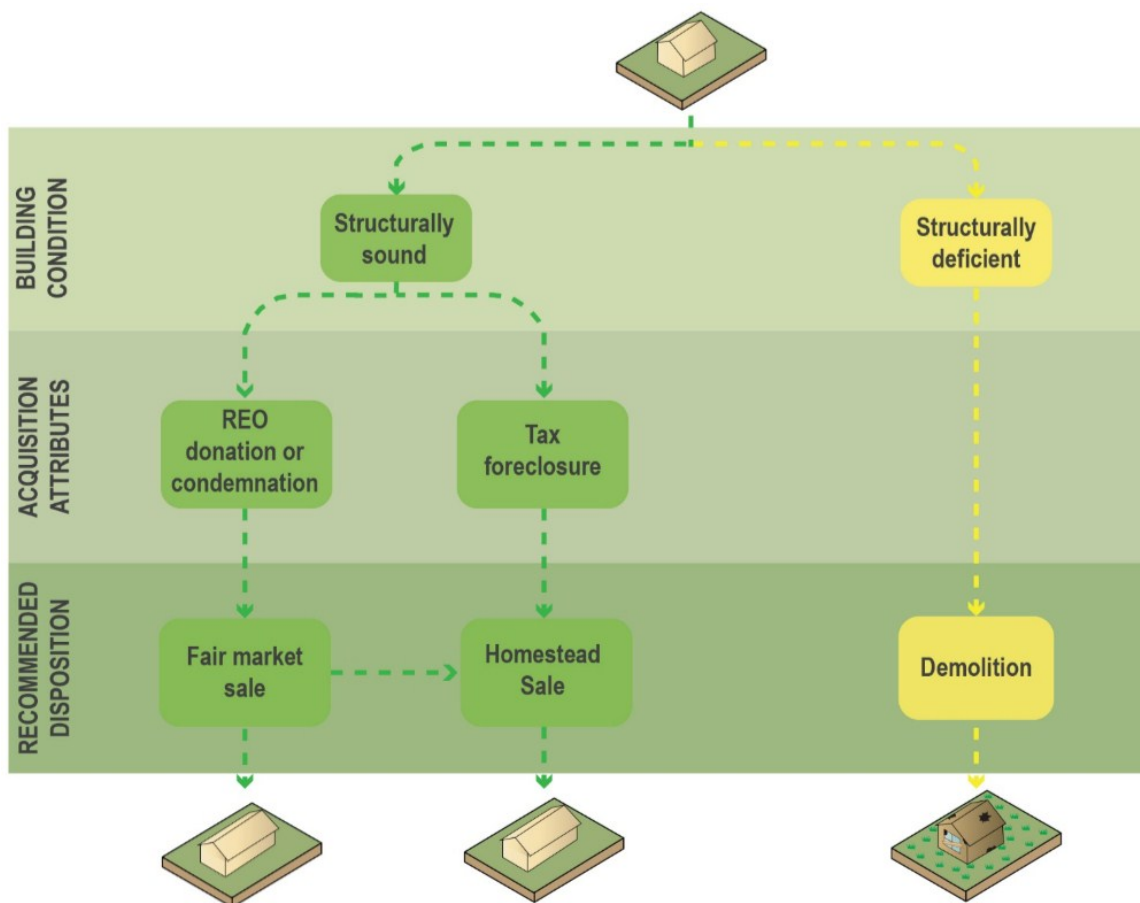 BUILDING
CONDITION
Structurally
sound
Structurally
deficient
ACQUISITION
ATTRIBUTES
REO
donation or
condemnation
Tax
foreclosure
RECOMMENDED
DISPOSITION
Fair market
sale
Homestead
Sale
Demolition